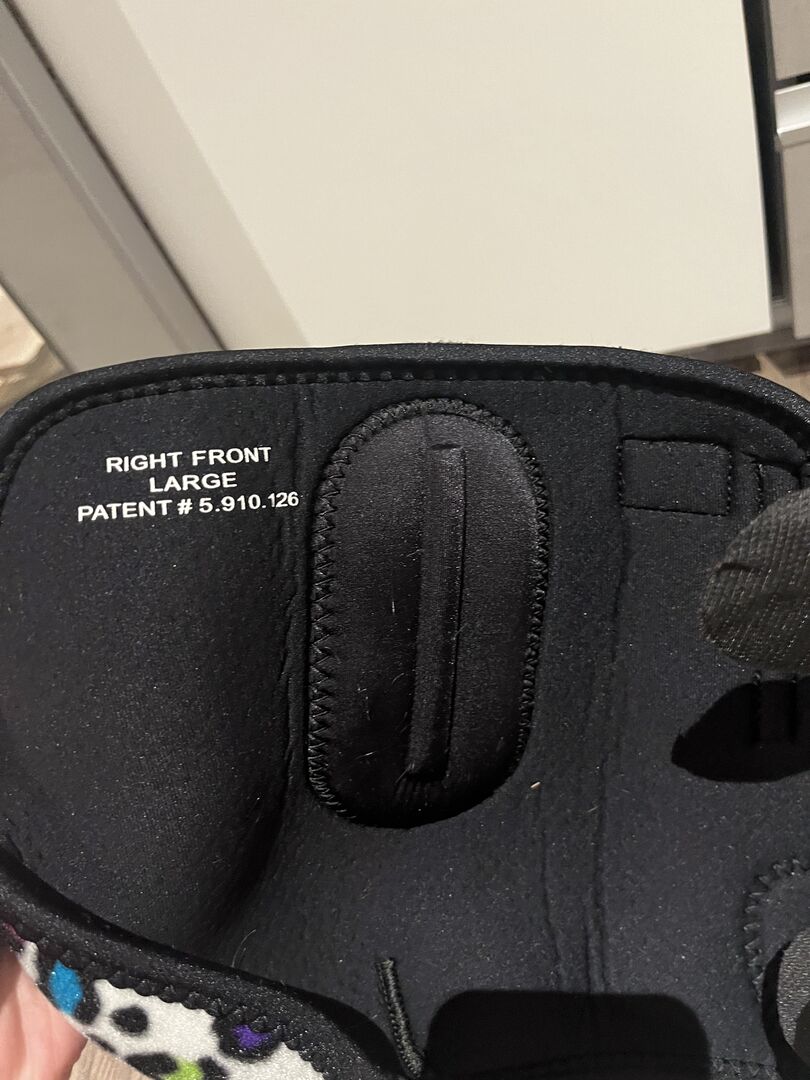 RIGHT FRONT
LARGE
PATENT # 5.910.126